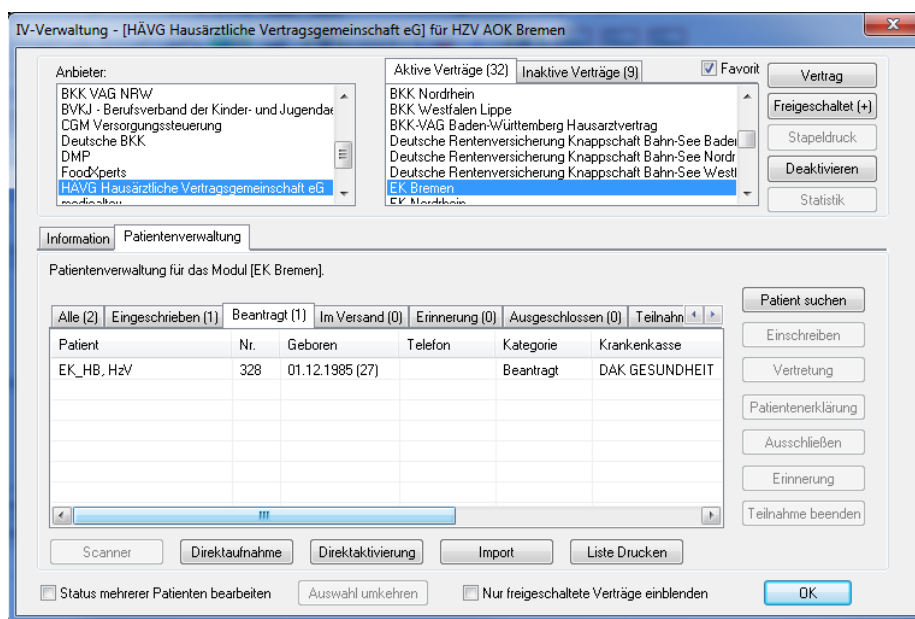 IV-Verwaltung - [HÄVG Hausärztliche Vertragsgemeinschaft eG] für HZV AOK Bremen
Anbieter:
BKK VAG NRW
BVKJ - Berufsverband der Kinder- und Jugendae
CGM Versorgungssteuerung
Deutsche BKK
DMP
FoodXperts
HÄVG Hausärztliche Vertragsgemeinschaft eG
Aktive Verträge (32) Inaktive Verträge (9)
Favorit
BKK Nordrhein
BKK Westfalen Lippe
BKK-VAG Baden-Württemberg Hausarztvertrag
Deutsche Rentenversicherung Knappschaft Bahn-See Baden
Deutsche Rentenversicherung Knappschaft Bahn-See Nordr
Deutsche Rentenversicherung Knappschaft Bahn-See Westf
EK Bremen
EK Nordrhein
Vertrag
Freigeschaltet (+)
Stapeldruck
Deaktivieren
Statistik
Information Patientenverwaltung
Patientenverwaltung für das Modul [EK Bremen].
Alle (2) Eingeschrieben (1) Beantragt (1) Im Versand (0) Erinnerung (0) Ausgeschlossen (0) Teilnahm
Patient Nr. Geboren Telefon Kategorie Krankenkasse
EK_HB, HzV 328 01.12.1985 (27) Beantragt DAK GESUNDHEIT
Patient suchen
Einschreiben
Vertretung
Patientenerklärung
Ausschließen
Erinnerung
Teilnahme beenden
Scanner Direktaufnahme Direktaktivierung Import Liste Drucken
Status mehrerer Patienten bearbeiten Auswahl umkehren Nur freigeschaltete Verträge einblenden OK